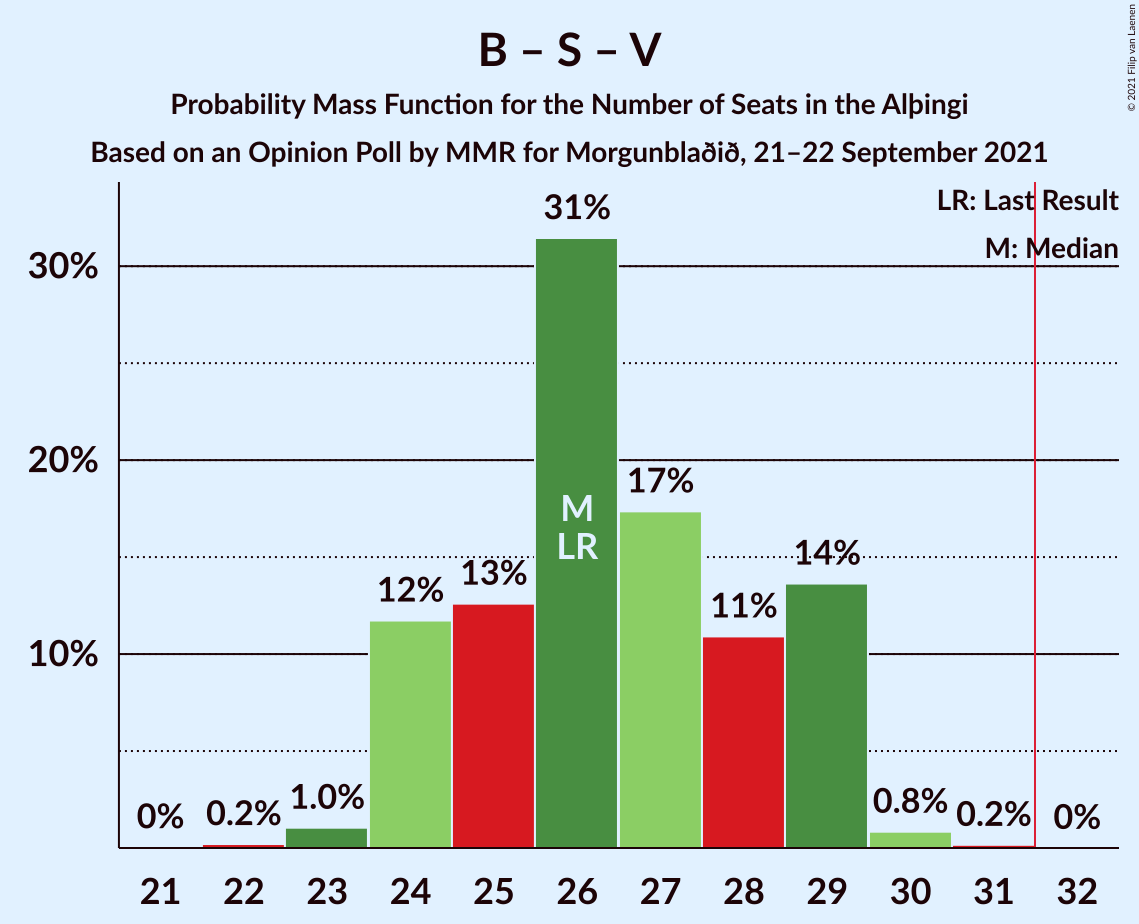 B – S – V
Probability Mass Function for the Number of Seats in the Alþingi
Based on an Opinion Poll by MMR for Morgunblaðið, 21–22 September 2021
© 2021 Filip van Laenen
LR: Last Result
M: Median
30%
20%
10%
0%
0.2%
1.0%
12%
13%
31%
17%
11%
14%
0.8%
0.2%
0%
M
LR
21 22 23 24 25 26 27 28 29 30 31 32